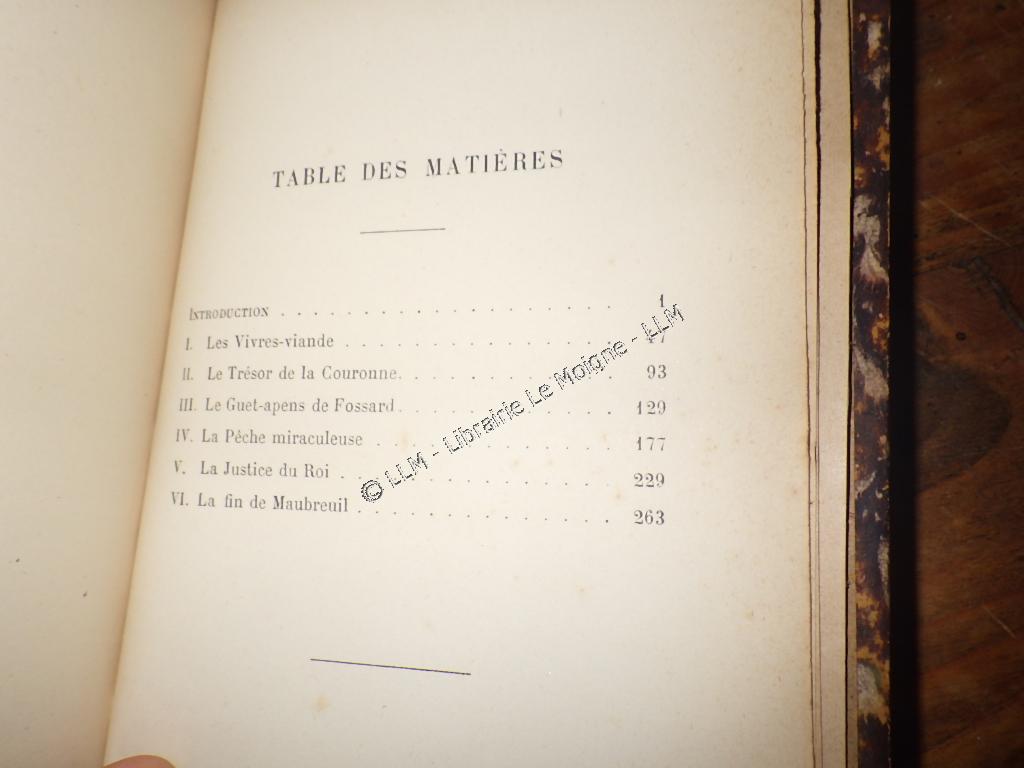 TABLE DES MATIÈRES
INTRODUCTION . . . . . . . . . . . . . . . . . . . . 1
I. Les Vivres-viande . . . . . . . . . . . . . . . .
II. Le Trésor de la Couronne. . . . . . . . . . . . . 93
III. Le Guet-apens de Fossard. . . . . . . . . . . . . 129
IV. La Pêche miraculeuse . . . . . . . . . . . . . . 177
V. La Justice du Roi . . . . . . . . . . . . . . . . 229
VI. La fin de Maubreuil . . . . . . . . . . . . . . . 263
© LLM - Librairie Le Moigne - LLM